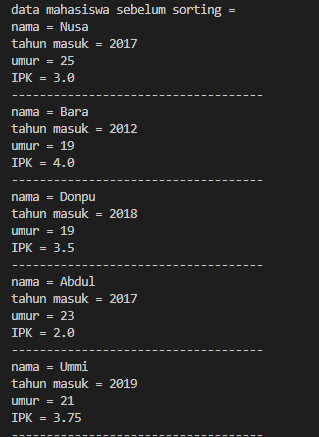 data mahasiswa sebelum sorting =
nama = Nusa
tahun masuk = 2017
umur = 25
IPK = 3.0
------------------------------------
nama = Bara
tahun masuk = 2012
umur = 19
IPK = 4.0
------------------------------------
nama = Donpu
tahun masuk = 2018
umur = 19
IPK = 3.5
------------------------------------
nama = Abdul
tahun masuk = 2017
umur = 23
IPK = 2.0
------------------------------------
nama = Ummi
tahun masuk = 2019
umur = 21
IPK = 3.75
------------------------------------